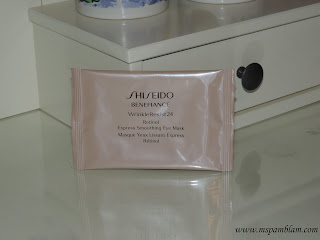 SHISEIDO
BENEFIANCE
WrinkleResist24
Retinol
Express Smoothing Eye Mask
Masque Yeux Lissant Express
Rétinol
www.mspamblam.com